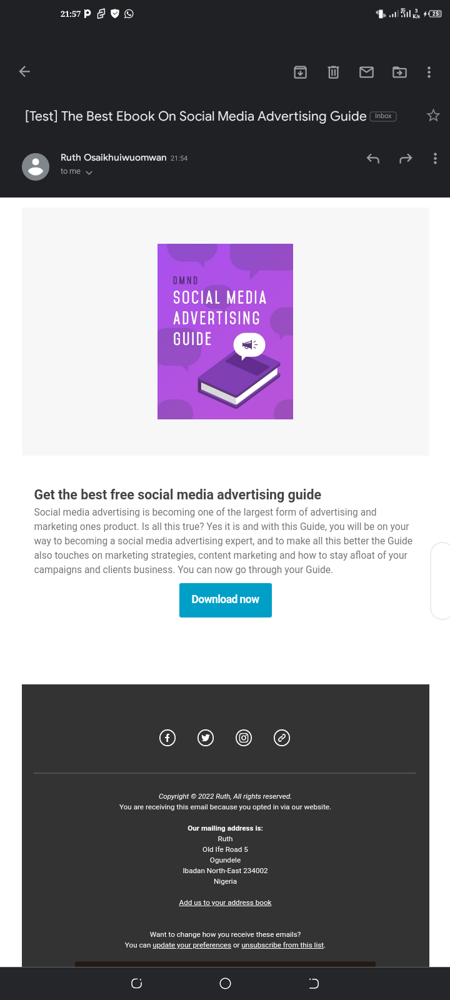 21:57
3
K/s
25
[Test] The Best Ebook On Social Media Advertising Guide Inbox
Ruth Osaikhuiwuomwan 21:54
to me
DMND
SOCIAL MEDIA
ADVERTISING
GUIDE
Get the best free social media advertising guide
Social media advertising is becoming one of the largest form of advertising and
marketing ones product. Is all this true? Yes it is and with this Guide, you will be on your
way to becoming a social media advertising expert, and to make all this better the Guide
also touches on marketing strategies, content marketing and how to stay afloat of your
campaigns and clients business. You can now go through your Guide.
Download now
Copyright © 2022 Ruth, All rights reserved.
You are receiving this email because you opted in via our website.
Our mailing address is:
Ruth
Old Ife Road 5
Ogundele
Ibadan North-East 234002
Nigeria
Add us to your address book
Want to change how you receive these emails?
You can update your preferences or unsubscribe from this list.